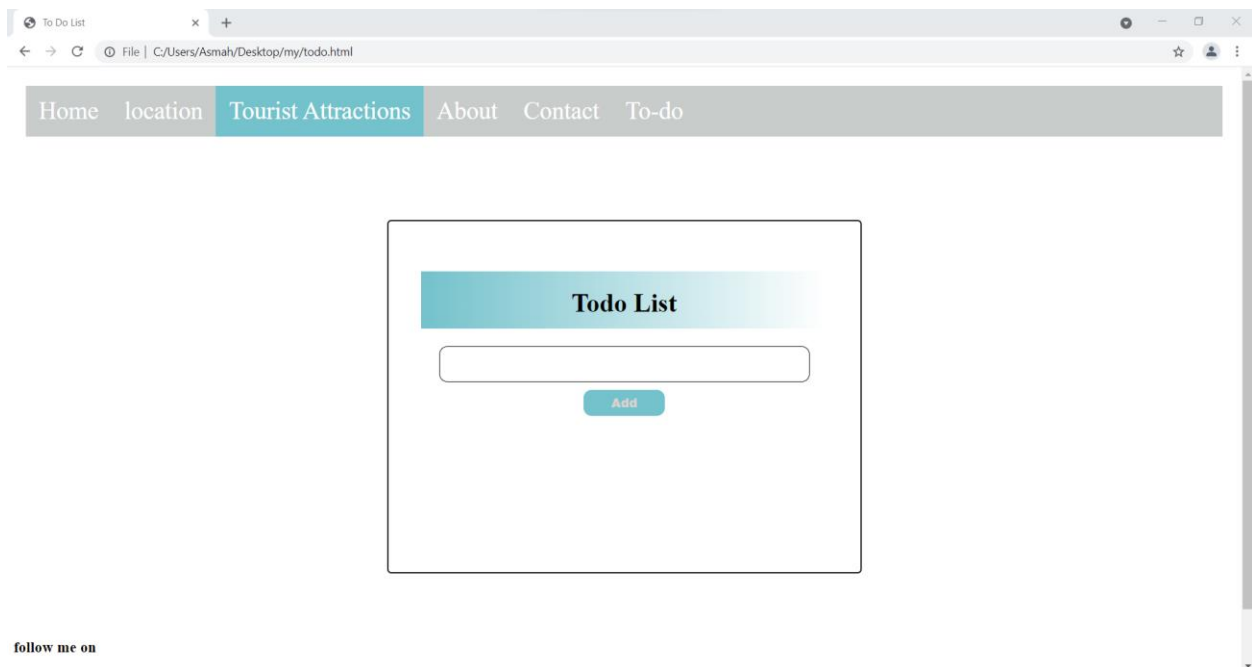 To Do List
File | C:/Users/Asmah/Desktop/my/todo.html
Home location Tourist Attractions About Contact To-do
Todo List
Add
follow me on